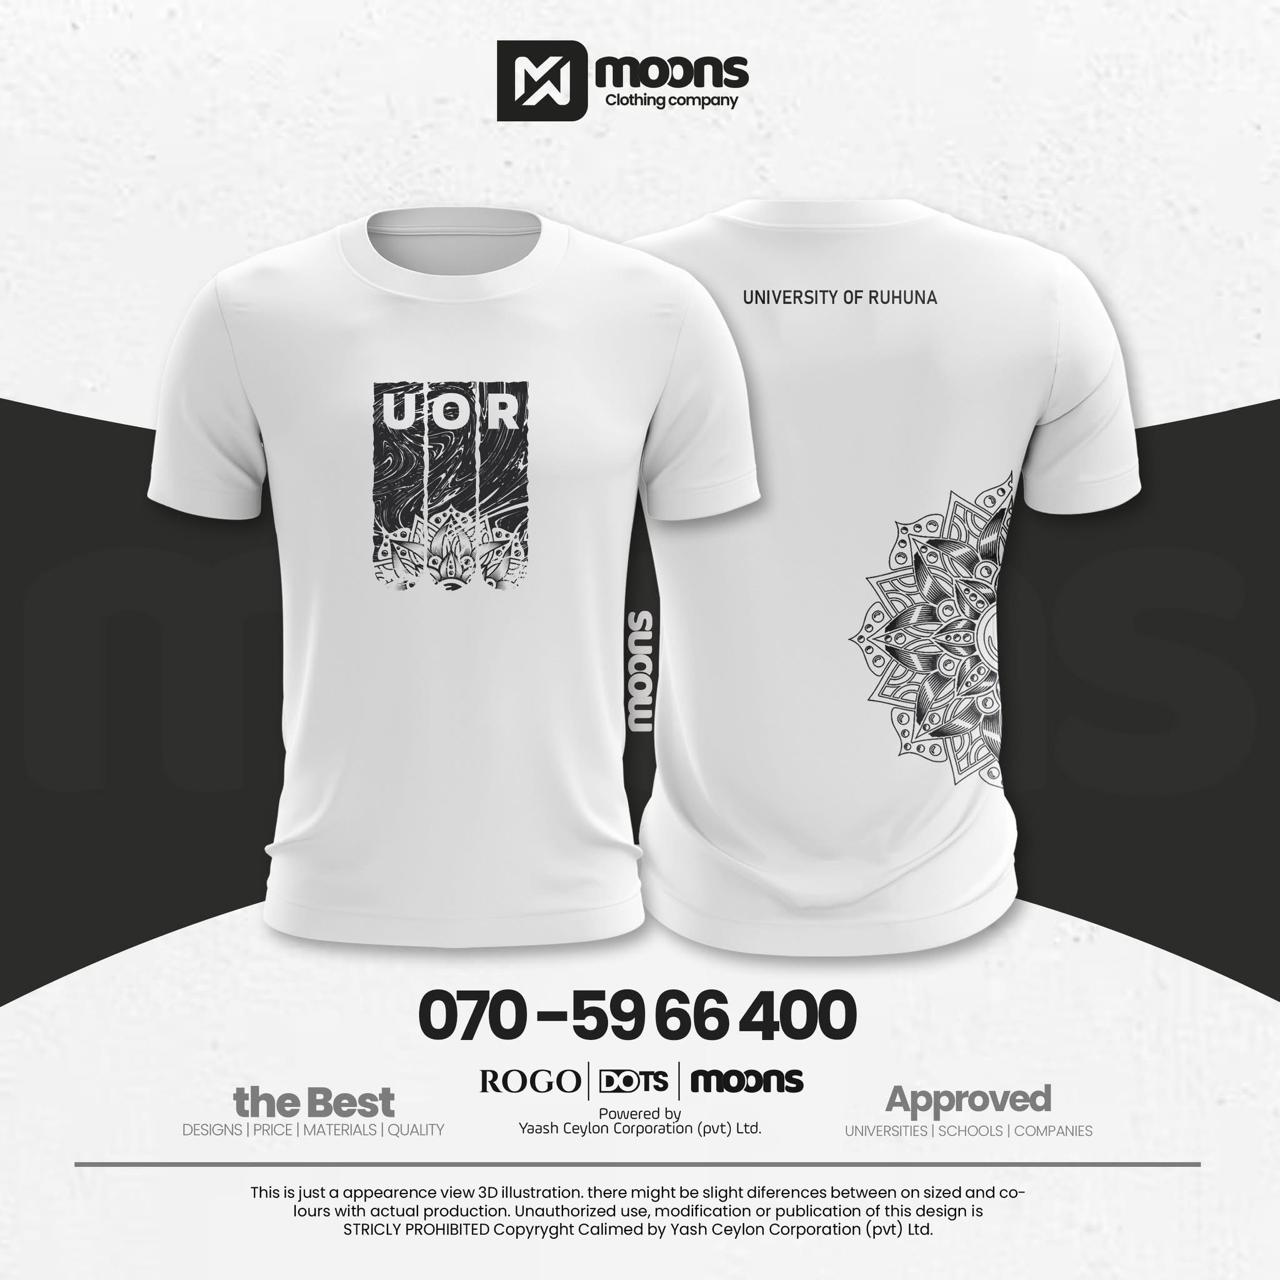 moons
Clothing company
UNIVERSITY OF RUHUNA
UOR
moons
070 - 59 66 400
ROGO | DOTS | moons
the Best
DESIGNS | PRICE | MATERIALS | QUALITY
Powered by
Yaash Ceylon Corporation (pvt) Ltd.
Approved
UNIVERSITIES | SCHOOLS | COMPANIES
This is just a appearence view 3D illustration. there might be slight diferences between on sized and co-
lours with actual production. Unauthorized use, modification or publication of this design is
STRICLY PROHIBITED Copyryght Calimed by Yash Ceylon Corporation (pvt) Ltd.